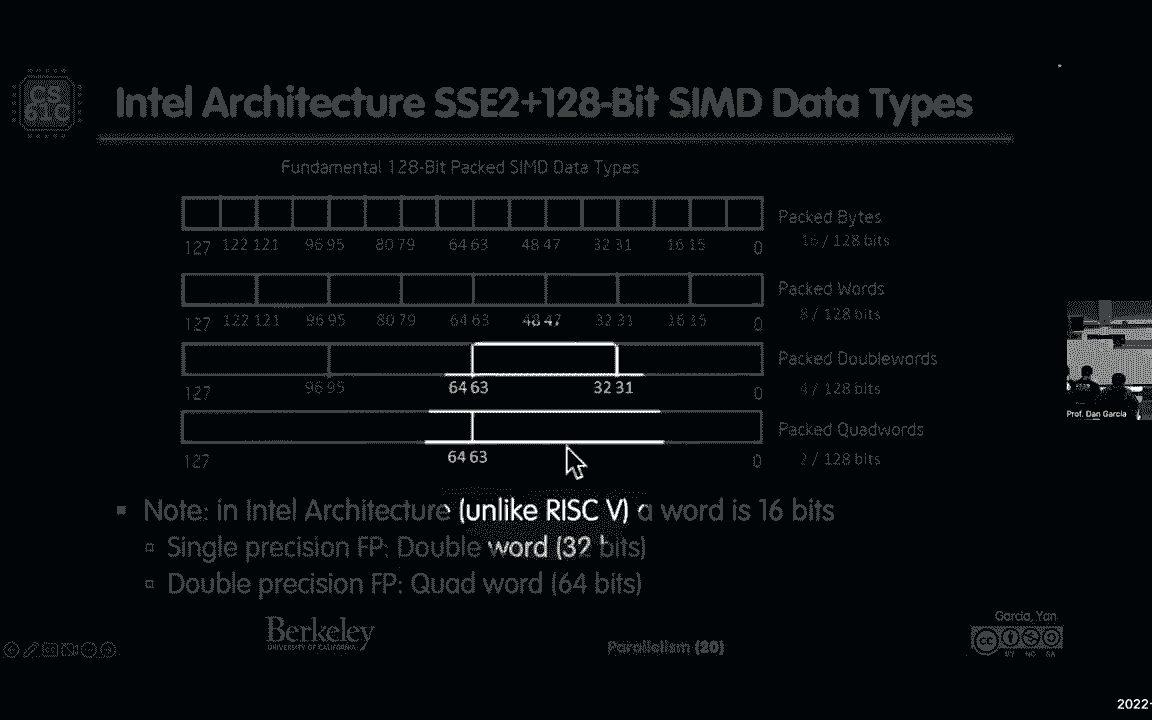 CS
61C
Intel Architecture SSE2+128-Bit SIMD Data Types
Fundamental 128-Bit Packed SIMD Data Types
Packed Bytes
127 122 121 96 95 80 79 64 63 48 47 32 31 16 15 0
16 / 128 bits
Packed Words
127 122 121 96 95 80 79 64 63 48 47 32 31 16 15 0
8 / 128 bits
Packed Doublewords
127 96 95 64 63 32 31 0
4 / 128 bits
Packed Quadwords
127 64 63 0
2 / 128 bits
Note: in Intel Architecture (unlike RISC V) a word is 16 bits
Single precision FP: Double word (32 bits)
Double precision FP: Quad word (64 bits)
Berkeley
UNIVERSITY OF CALIFORNIA
Parallelism (20)
Garcia, Yan
cc
BY NC SA
Prof. Dan Garcia
2022-